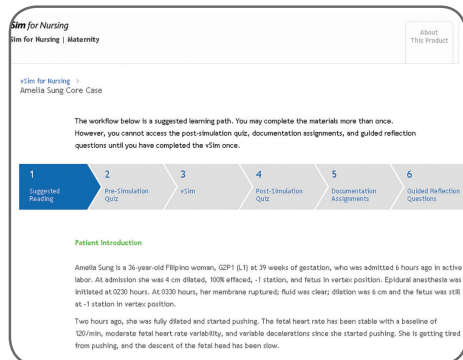 Sim for Nursing
Sim for Nursing | Maternity
About
This Product
vSim for Nursing >
Amelia Sung Core Case
The workflow below is a suggested learning path. You may complete the materials more than once.
However, you cannot access the post-simulation quiz, documentation assignments, and guided reflection
questions until you have completed the vSim once.
1
Suggested
Reading
2
Pre-Simulation
Quiz
3
vSim
4
Post-Simulation
Quiz
5
Documentation
Assignments
6
Guided Reflection
Questions
Patient Introduction
Amelia Sung is a 36-year-old Filipino woman, G2P1 (L1) at 39 weeks of gestation, who was admitted 6 hours ago in active
labor. At admission she was 4 cm dilated, 100% effaced, -1 station, and fetus in vertex position. Epidural anesthesia was
initiated at 0230 hours. At 0330 hours, her membrane ruptured; fluid was clear; dilation was 6 cm and the fetus was still
at -1 station in vertex position.
Two hours ago, she was fully dilated and started pushing. The fetal heart rate has been stable with a baseline of
120/min, moderate fetal heart rate variability, and variable decelerations since she started pushing. She is getting tired
from pushing, and the descent of the fetal head has been slow.